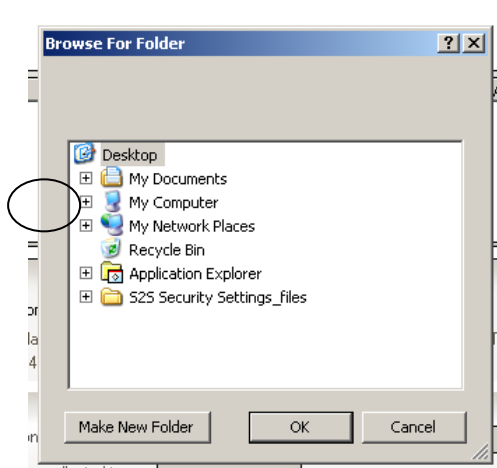 Browse For Folder
Desktop
My Documents
My Computer
My Network Places
Recycle Bin
Application Explorer
S2S Security Settings_files
4
Make New Folder OK Cancel